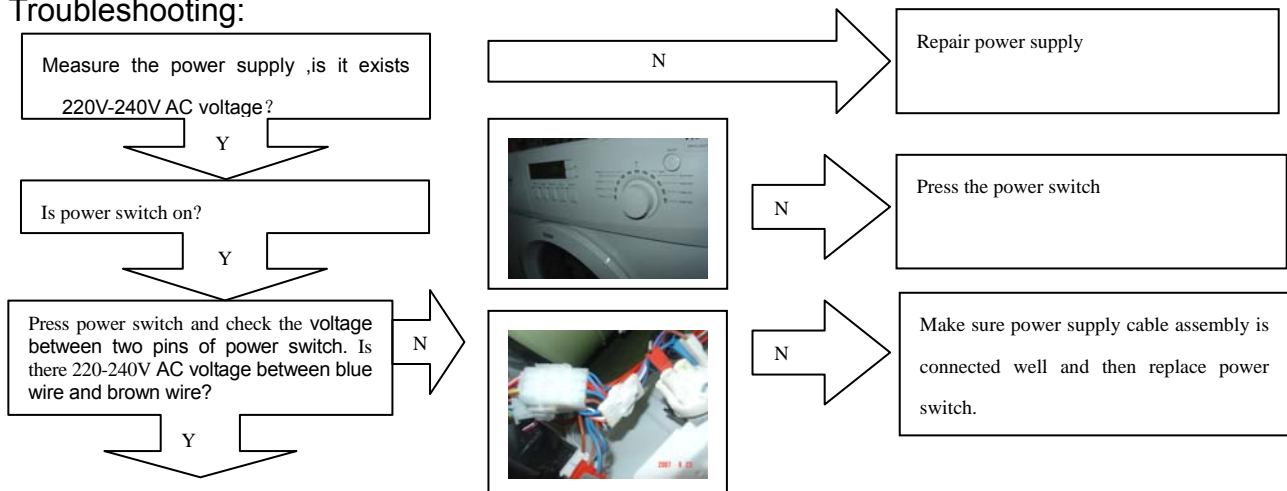 Troubleshooting:
Measure the power supply ,is it exists
220V-240V AC voltage?
N
Repair power supply
Y
Is power switch on?
N
Press the power switch
Y
Press power switch and check the voltage
between two pins of power switch. Is
there 220-240V AC voltage between blue
wire and brown wire?
N
N
Make sure power supply cable assembly is
connected well and then replace power
switch.
Y